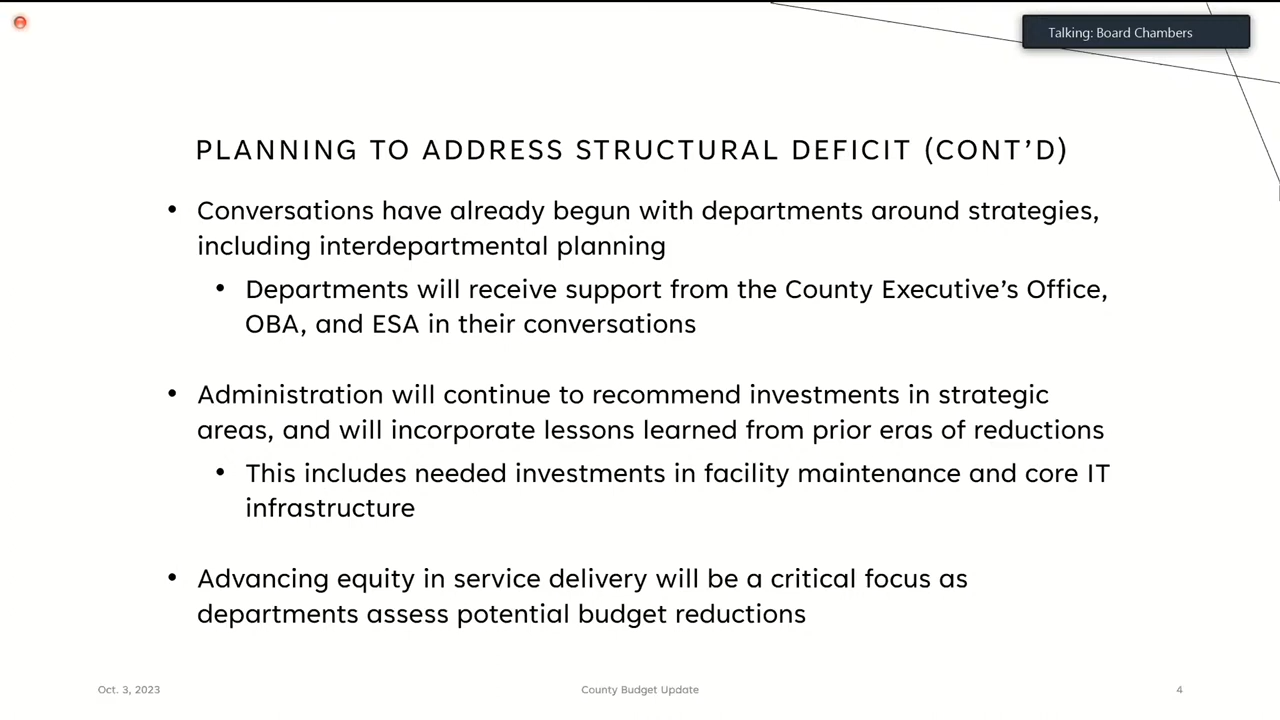 Talking: Board Chambers
PLANNING TO ADDRESS STRUCTURAL DEFICIT (CONT’D)
• Conversations have already begun with departments around strategies,
including interdepartmental planning
• Departments will receive support from the County Executive’s Office,
OBA, and ESA in their conversations
• Administration will continue to recommend investments in strategic
areas, and will incorporate lessons learned from prior eras of reductions
• This includes needed investments in facility maintenance and core IT
infrastructure
• Advancing equity in service delivery will be a critical focus as
departments assess potential budget reductions
Oct. 3, 2023
County Budget Update
4